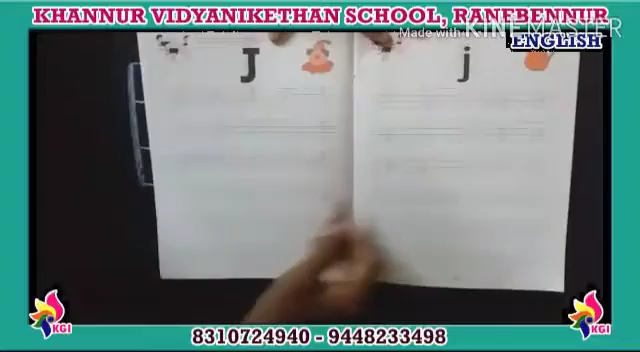 KHANNUR VIDYANIKETHAN SCHOOL, RANEBENNUR
Made with KINEMASTER
ENGLISH
J j
KGI KGI
8310724940 - 9448233498